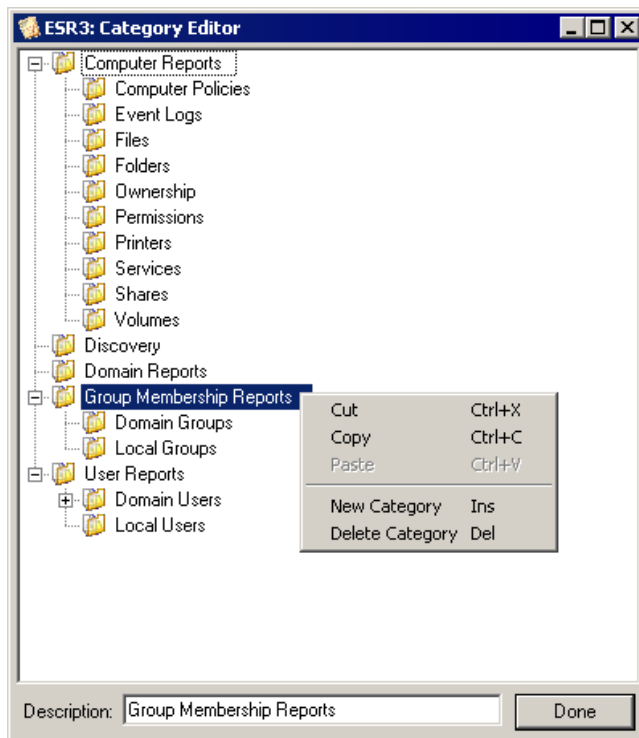 ESR3: Category Editor
Computer Reports
Computer Policies
Event Logs
Files
Folders
Ownership
Permissions
Printers
Services
Shares
Volumes
Discovery
Domain Reports
Group Membership Reports
Domain Groups
Local Groups
User Reports
Domain Users
Local Users
Cut Ctrl+X
Copy Ctrl+C
Paste Ctrl+V
New Category Ins
Delete Category Del
Description: Group Membership Reports Done